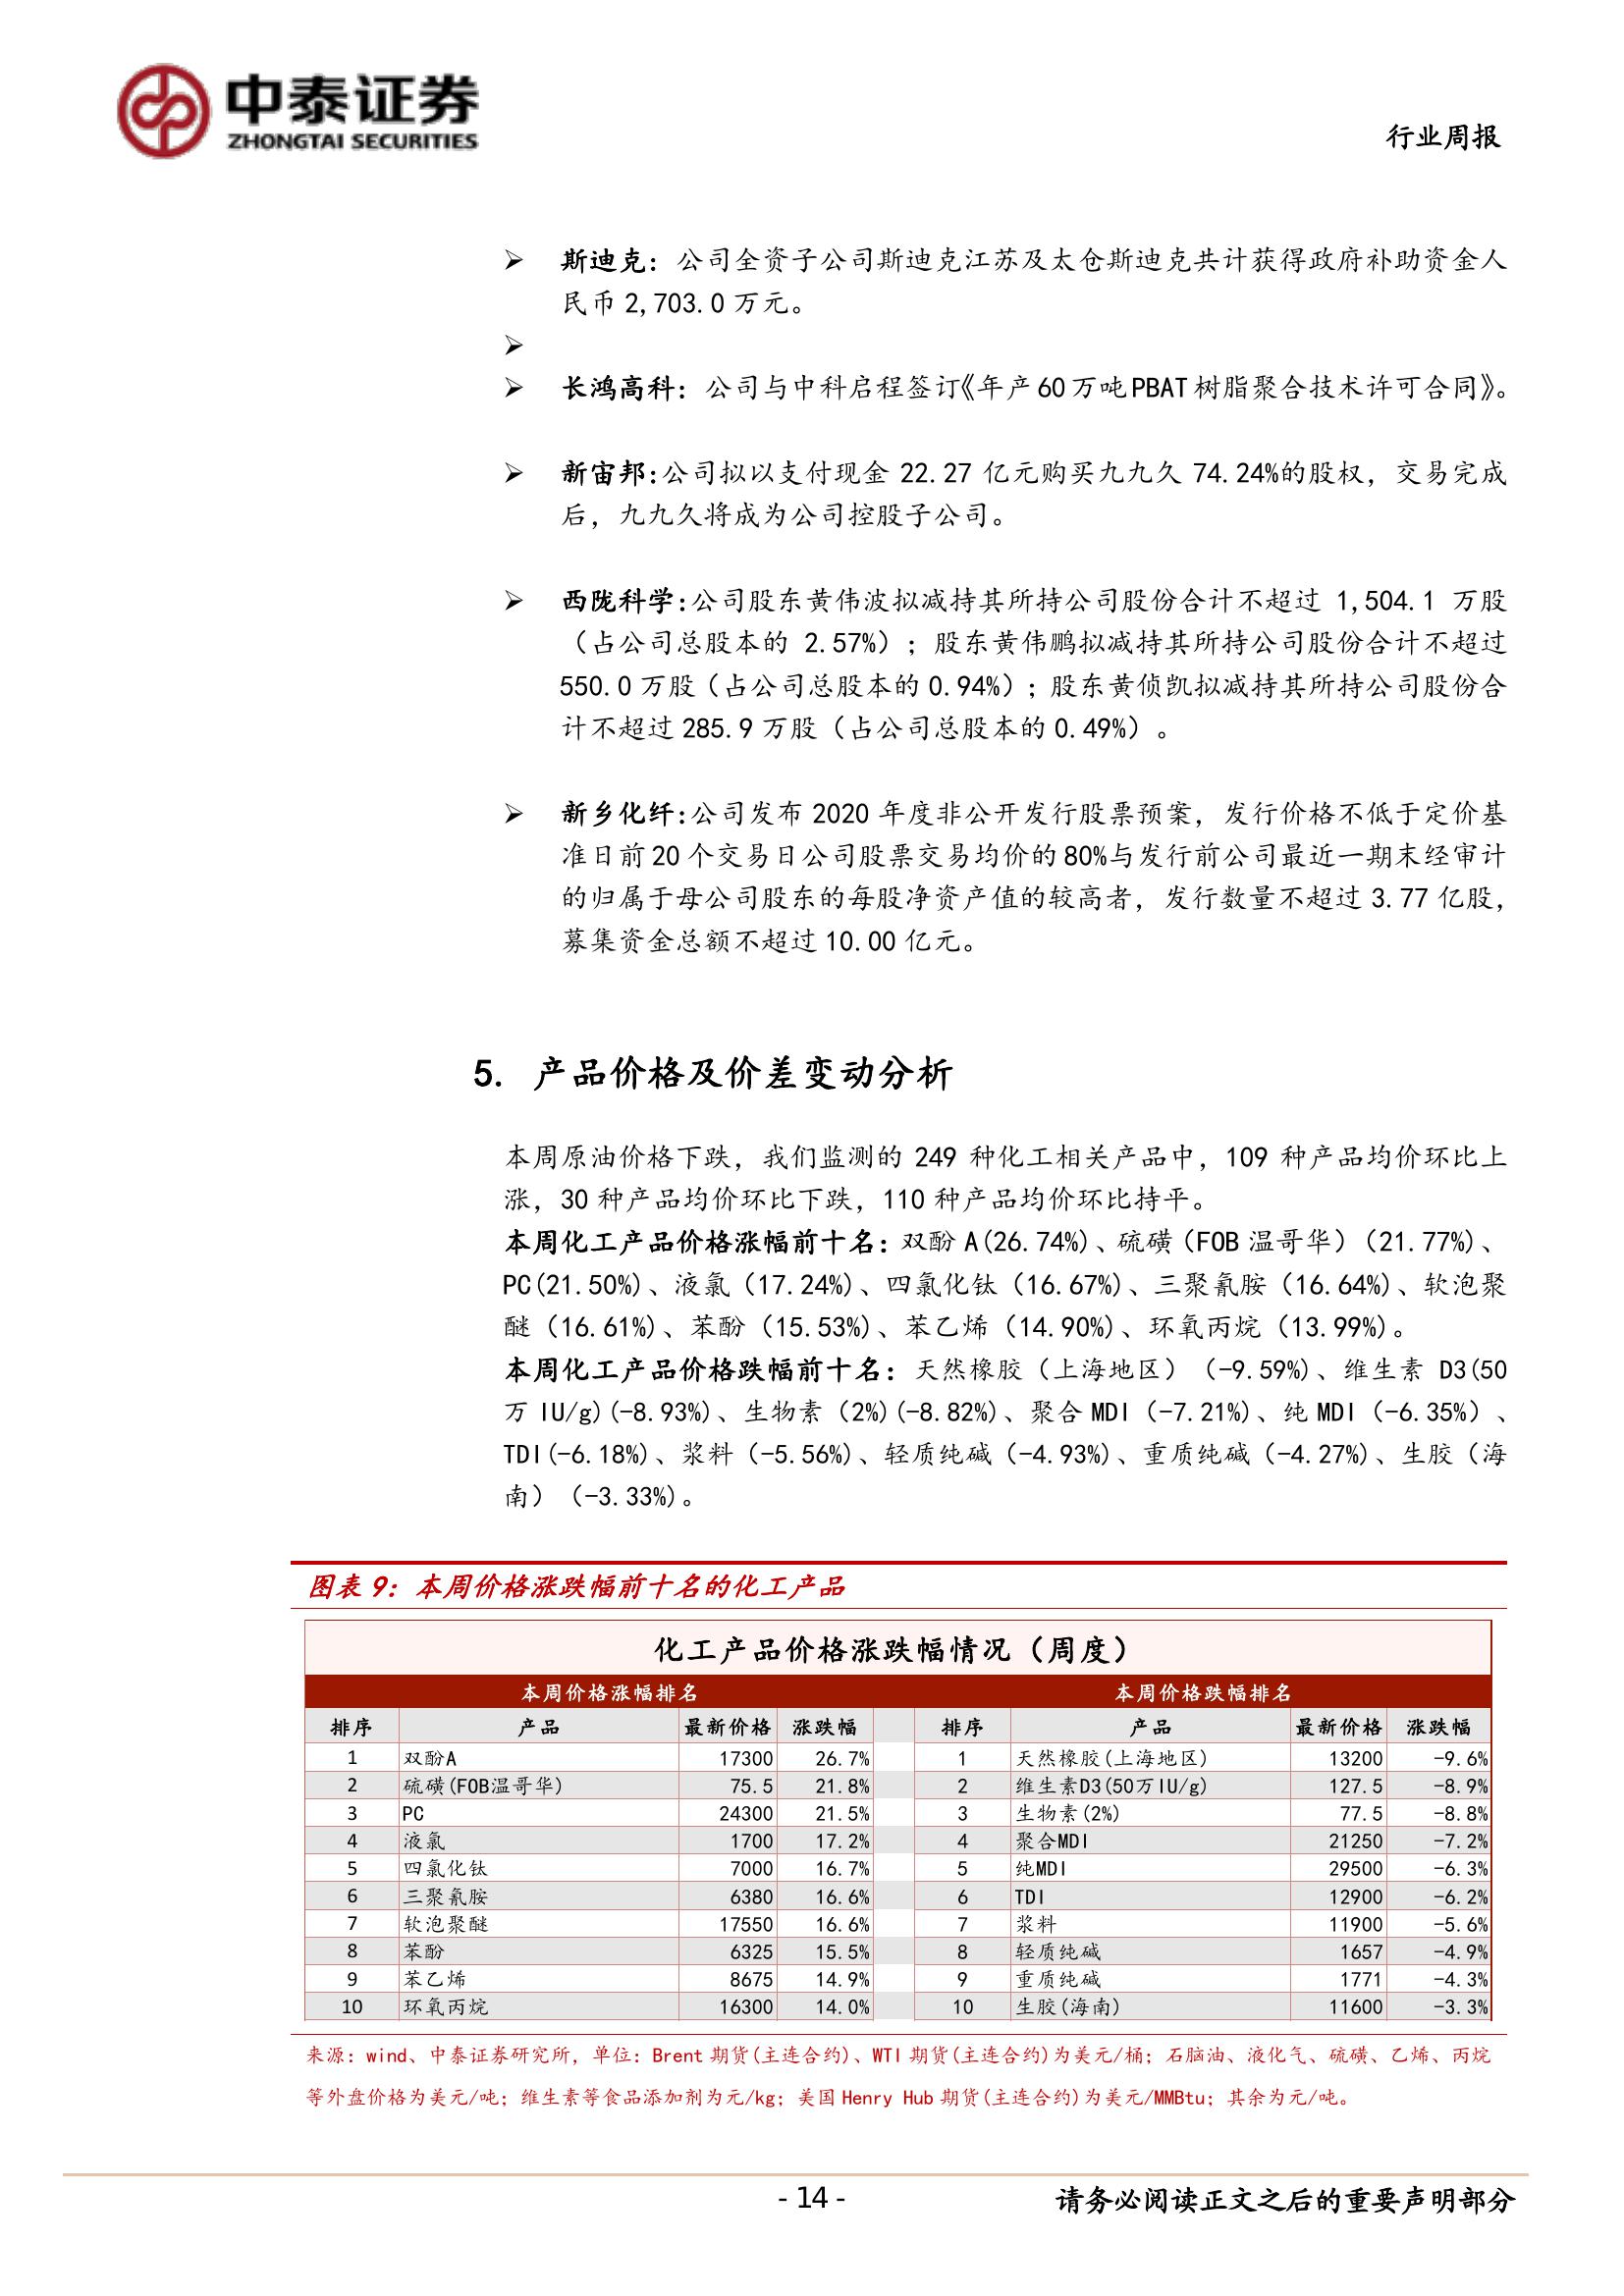 中泰证券
ZHONGTAI SECURITIES
行业周报
➢ 斯迪克：公司全资子公司斯迪克江苏及太仓斯迪克共计获得政府补助资金人
民币 2,703.0 万元。
➢
➢ 长鸿高科：公司与中科启程签订《年产 60 万吨 PBAT 树脂聚合技术许可合同》。
➢ 新宙邦:公司拟以支付现金 22.27 亿元购买九九久 74.24%的股权，交易完成
后，九九久将成为公司控股子公司。
➢ 西陇科学:公司股东黄伟波拟减持其所持公司股份合计不超过 1,504.1 万股
（占公司总股本的 2.57%）；股东黄伟鹏拟减持其所持公司股份合计不超过
550.0 万股（占公司总股本的 0.94%）；股东黄侦凯拟减持其所持公司股份合
计不超过 285.9 万股（占公司总股本的 0.49%）。
➢ 新乡化纤:公司发布 2020 年度非公开发行股票预案，发行价格不低于定价基
准日前 20 个交易日公司股票交易均价的 80%与发行前公司最近一期末经审计
的归属于母公司股东的每股净资产值的较高者，发行数量不超过 3.77 亿股，
募集资金总额不超过 10.00 亿元。
5. 产品价格及价差变动分析
本周原油价格下跌，我们监测的 249 种化工相关产品中，109 种产品均价环比上
涨，30 种产品均价环比下跌，110 种产品均价环比持平。
本周化工产品价格涨幅前十名：双酚 A(26.74%)、硫磺（FOB 温哥华）（21.77%)、
PC(21.50%)、液氯（17.24%)、四氯化钛（16.67%)、三聚氰胺（16.64%)、软泡聚
醚（16.61%)、苯酚（15.53%)、苯乙烯（14.90%)、环氧丙烷（13.99%)。
本周化工产品价格跌幅前十名：天然橡胶（上海地区）（-9.59%)、维生素 D3(50
万 IU/g)(-8.93%)、生物素（2%)(-8.82%)、聚合 MDI（-7.21%)、纯 MDI（-6.35%）、
TDI(-6.18%)、浆料（-5.56%)、轻质纯碱（-4.93%)、重质纯碱（-4.27%)、生胶（海
南）（-3.33%)。
图表 9：本周价格涨跌幅前十名的化工产品
化工产品价格涨跌幅情况（周度）
本周价格涨幅排名 本周价格跌幅排名
排序 产品 最新价格 涨跌幅 排序 产品 最新价格 涨跌幅
1 双酚A 17300 26.7% 1 天然橡胶(上海地区) 13200 -9.6%
2 硫磺(FOB温哥华) 75.5 21.8% 2 维生素D3(50万IU/g) 127.5 -8.9%
3 PC 24300 21.5% 3 生物素(2%) 77.5 -8.8%
4 液氯 1700 17.2% 4 聚合MDI 21250 -7.2%
5 四氯化钛 7000 16.7% 5 纯MDI 29500 -6.3%
6 三聚氰胺 6380 16.6% 6 TDI 12900 -6.2%
7 软泡聚醚 17550 16.6% 7 浆料 11900 -5.6%
8 苯酚 6325 15.5% 8 轻质纯碱 1657 -4.9%
9 苯乙烯 8675 14.9% 9 重质纯碱 1771 -4.3%
10 环氧丙烷 16300 14.0% 10 生胶(海南) 11600 -3.3%
来源：wind、中泰证券研究所，单位：Brent 期货(主连合约)、WTI 期货(主连合约)为美元/桶；石脑油、液化气、硫磺、乙烯、丙烷
等外盘价格为美元/吨；维生素等食品添加剂为元/kg；美国 Henry Hub 期货(主连合约)为美元/MMBtu；其余为元/吨。
- 14 - 请务必阅读正文之后的重要声明部分